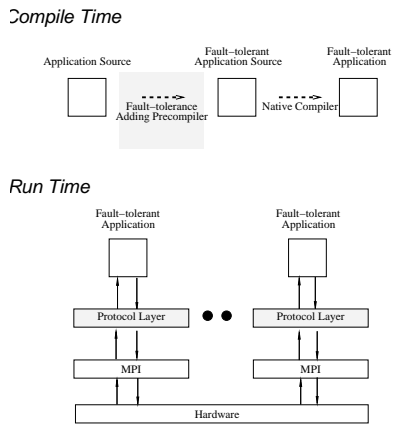 Compile Time
Application Source
Fault-tolerant
Application Source
Fault-tolerant
Application
Fault-tolerance
Adding Precompiler
Native Compiler
Run Time
Fault-tolerant
Application
Fault-tolerant
Application
Protocol Layer
Protocol Layer
MPI
MPI
Hardware